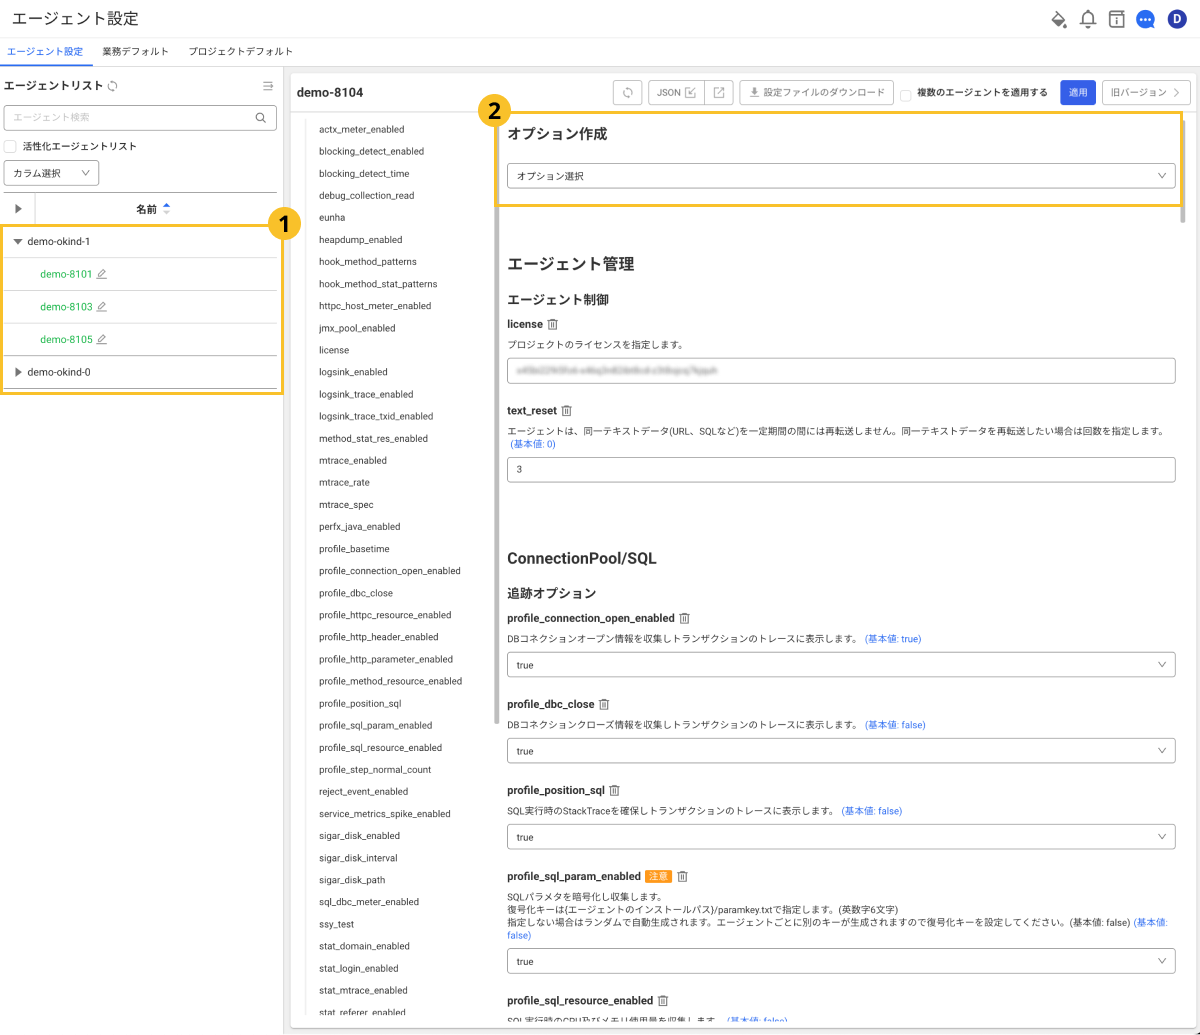 エージェント設定
D
エージェント設定 業務デフォルト プロジェクトデフォルト
エージェントリスト
エージェント検索
活性化エージェントリスト
カラム選択
名前
1
demo-okind-1
demo-8101
demo-8103
demo-8105
demo-okind-0
demo-8104
JSON
設定ファイルのダウンロード
複数のエージェントを適用する
適用
旧バージョン
2
actx_meter_enabled
blocking_detect_enabled
blocking_detect_time
debug_collection_read
eunha
heapdump_enabled
hook_method_patterns
hook_method_stat_patterns
httpc_host_meter_enabled
jmx_pool_enabled
license
logsink_enabled
logsink_trace_enabled
logsink_trace_txid_enabled
method_stat_res_enabled
mtrace_enabled
mtrace_rate
mtrace_spec
perfx_java_enabled
profile_basetime
profile_connection_open_enabled
profile_dbc_close
profile_httpc_resource_enabled
profile_http_header_enabled
profile_http_parameter_enabled
profile_method_resource_enabled
profile_position_sql
profile_sql_param_enabled
profile_sql_resource_enabled
profile_step_normal_count
reject_event_enabled
service_metrics_spike_enabled
sigar_disk_enabled
sigar_disk_interval
sigar_disk_path
sql_dbc_meter_enabled
ssy_test
stat_domain_enabled
stat_login_enabled
stat_mtrace_enabled
stat_referer_enabled
オプション作成
オプション選択
エージェント管理
エージェント制御
license
プロジェクトのライセンスを指定します。
text_reset
エージェントは、同一テキストデータ(URL、SQLなど)を一定期間の間には再転送しません。同一テキストデータを再転送したい場合は回数を指定します。
(基本値: 0)
3
ConnectionPool/SQL
追跡オプション
profile_connection_open_enabled
DBコネクションオープン情報を収集しトランザクションのトレースに表示します。 (基本値: true)
true
profile_dbc_close
DBコネクションクローズ情報を収集しトランザクションのトレースに表示します。 (基本値: false)
true
profile_position_sql
SQL実行時のStackTraceを確保しトランザクションのトレースに表示します。 (基本値: false)
true
profile_sql_param_enabled 注意
SQLパラメタを暗号化し収集します。
復号化キーは(エージェントのインストールパス)/paramkey.txtで指定します。(英数字6文字)
指定しない場合はランダムで自動生成されます。エージェントごとに別のキーが生成されますので復号化キーを設定してください。(基本値: false) (基本値:
false)
true
profile_sql_resource_enabled
SQL実行時のCPU及びメモリ使用量を収集します。 (基本値: false)